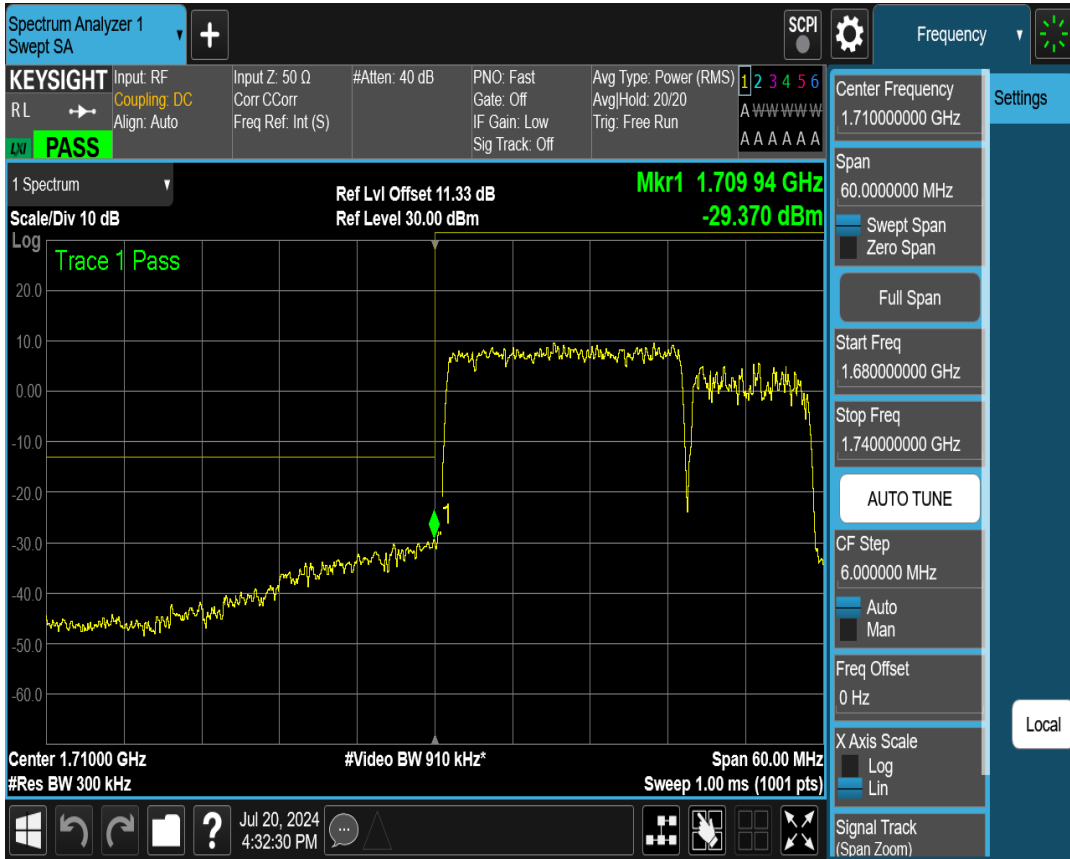 Spectrum Analyzer 1
Swept SA
+
SCPI
Frequency
KEYSIGHT
R L
LXI
PASS
Input: RF
Coupling: DC
Align: Auto
Input Z: 50 Ω
Corr CCorr
Freq Ref: Int (S)
#Atten: 40 dB
PNO: Fast
Gate: Off
IF Gain: Low
Sig Track: Off
Avg Type: Power (RMS)
Avg|Hold: 20/20
Trig: Free Run
1 2 3 4 5 6
A W W W W W
A A A A A A
1 Spectrum
Scale/Div 10 dB
Ref Lvl Offset 11.33 dB
Ref Level 30.00 dBm
Mkr1 1.709 94 GHz
-29.370 dBm
Log
Trace 1 Pass
20.0
10.0
0.00
-10.0
-20.0
-30.0
-40.0
-50.0
-60.0
1
Center 1.71000 GHz
#Res BW 300 kHz
#Video BW 910 kHz*
Span 60.00 MHz
Sweep 1.00 ms (1001 pts)
Center Frequency
1.710000000 GHz
Span
60.0000000 MHz
Swept Span
Zero Span
Full Span
Start Freq
1.680000000 GHz
Stop Freq
1.740000000 GHz
AUTO TUNE
CF Step
6.000000 MHz
Auto
Man
Freq Offset
0 Hz
X Axis Scale
Log
Lin
Signal Track
(Span Zoom)
Settings
Local
?
Jul 20, 2024
4:32:30 PM